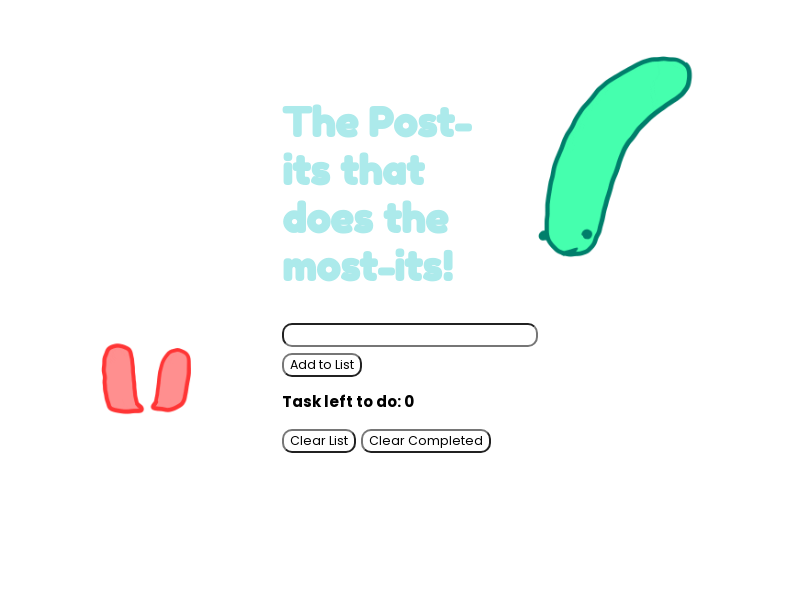 The Post-
its that
does the
most-its!
Add to List
Task left to do: 0
Clear List Clear Completed